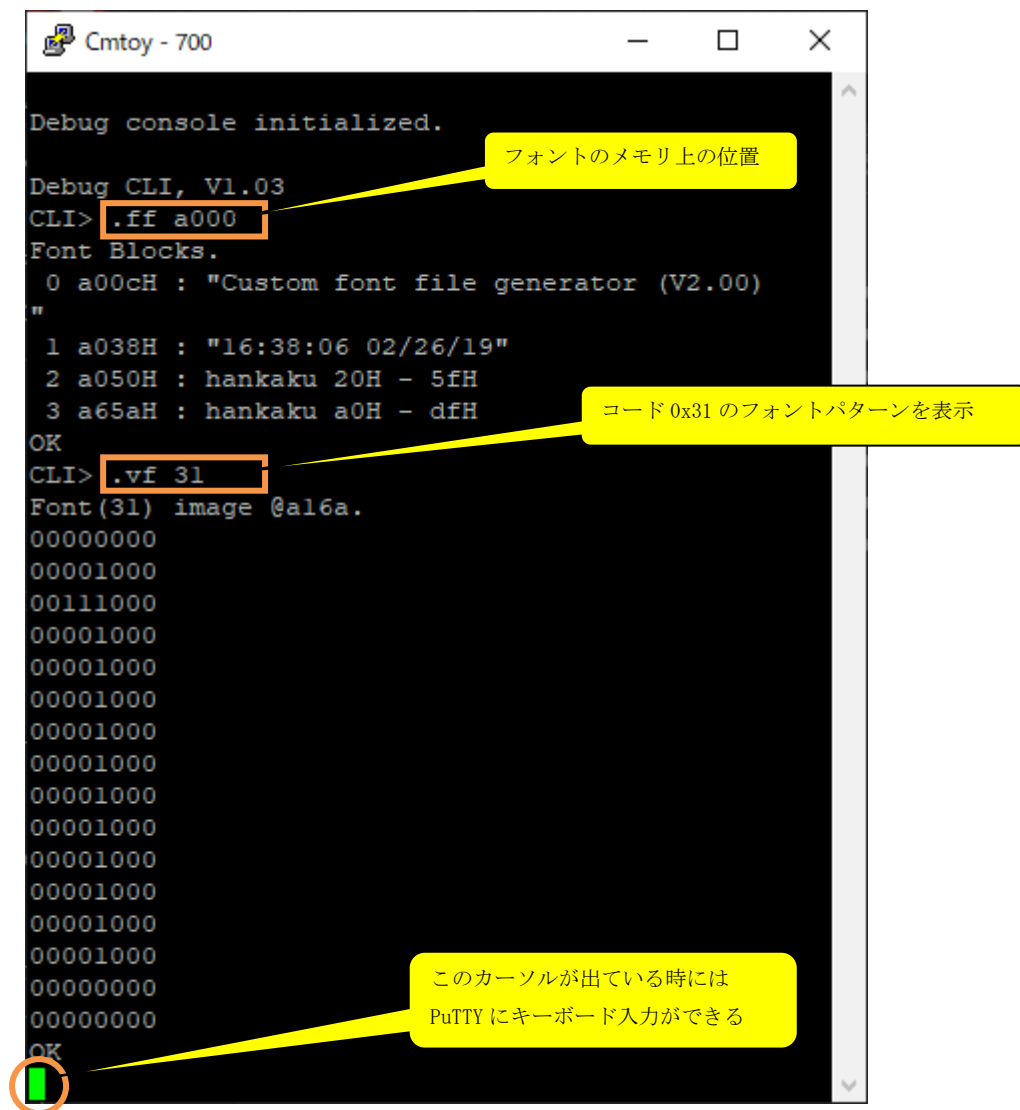 Cmtoy - 700
Debug console initialized.
フォントのメモリ上の位置
Debug CLI, V1.03
CLI> .ff a000
Font Blocks.
0 a00cH : "Custom font file generator (V2.00)
"
1 a038H : "16:38:06 02/26/19"
2 a050H : hankaku 20H - 5fH
3 a65aH : hankaku a0H - dfH
コード 0x31 のフォントパターンを表示
OK
CLI> .vf 31
Font(31) image @a16a.
00000000
00001000
00111000
00001000
00001000
00001000
00001000
00001000
00001000
00001000
00001000
00001000
00001000
00001000
00000000
00000000
このカーソルが出ている時には
PuTTY にキーボード入力ができる
OK